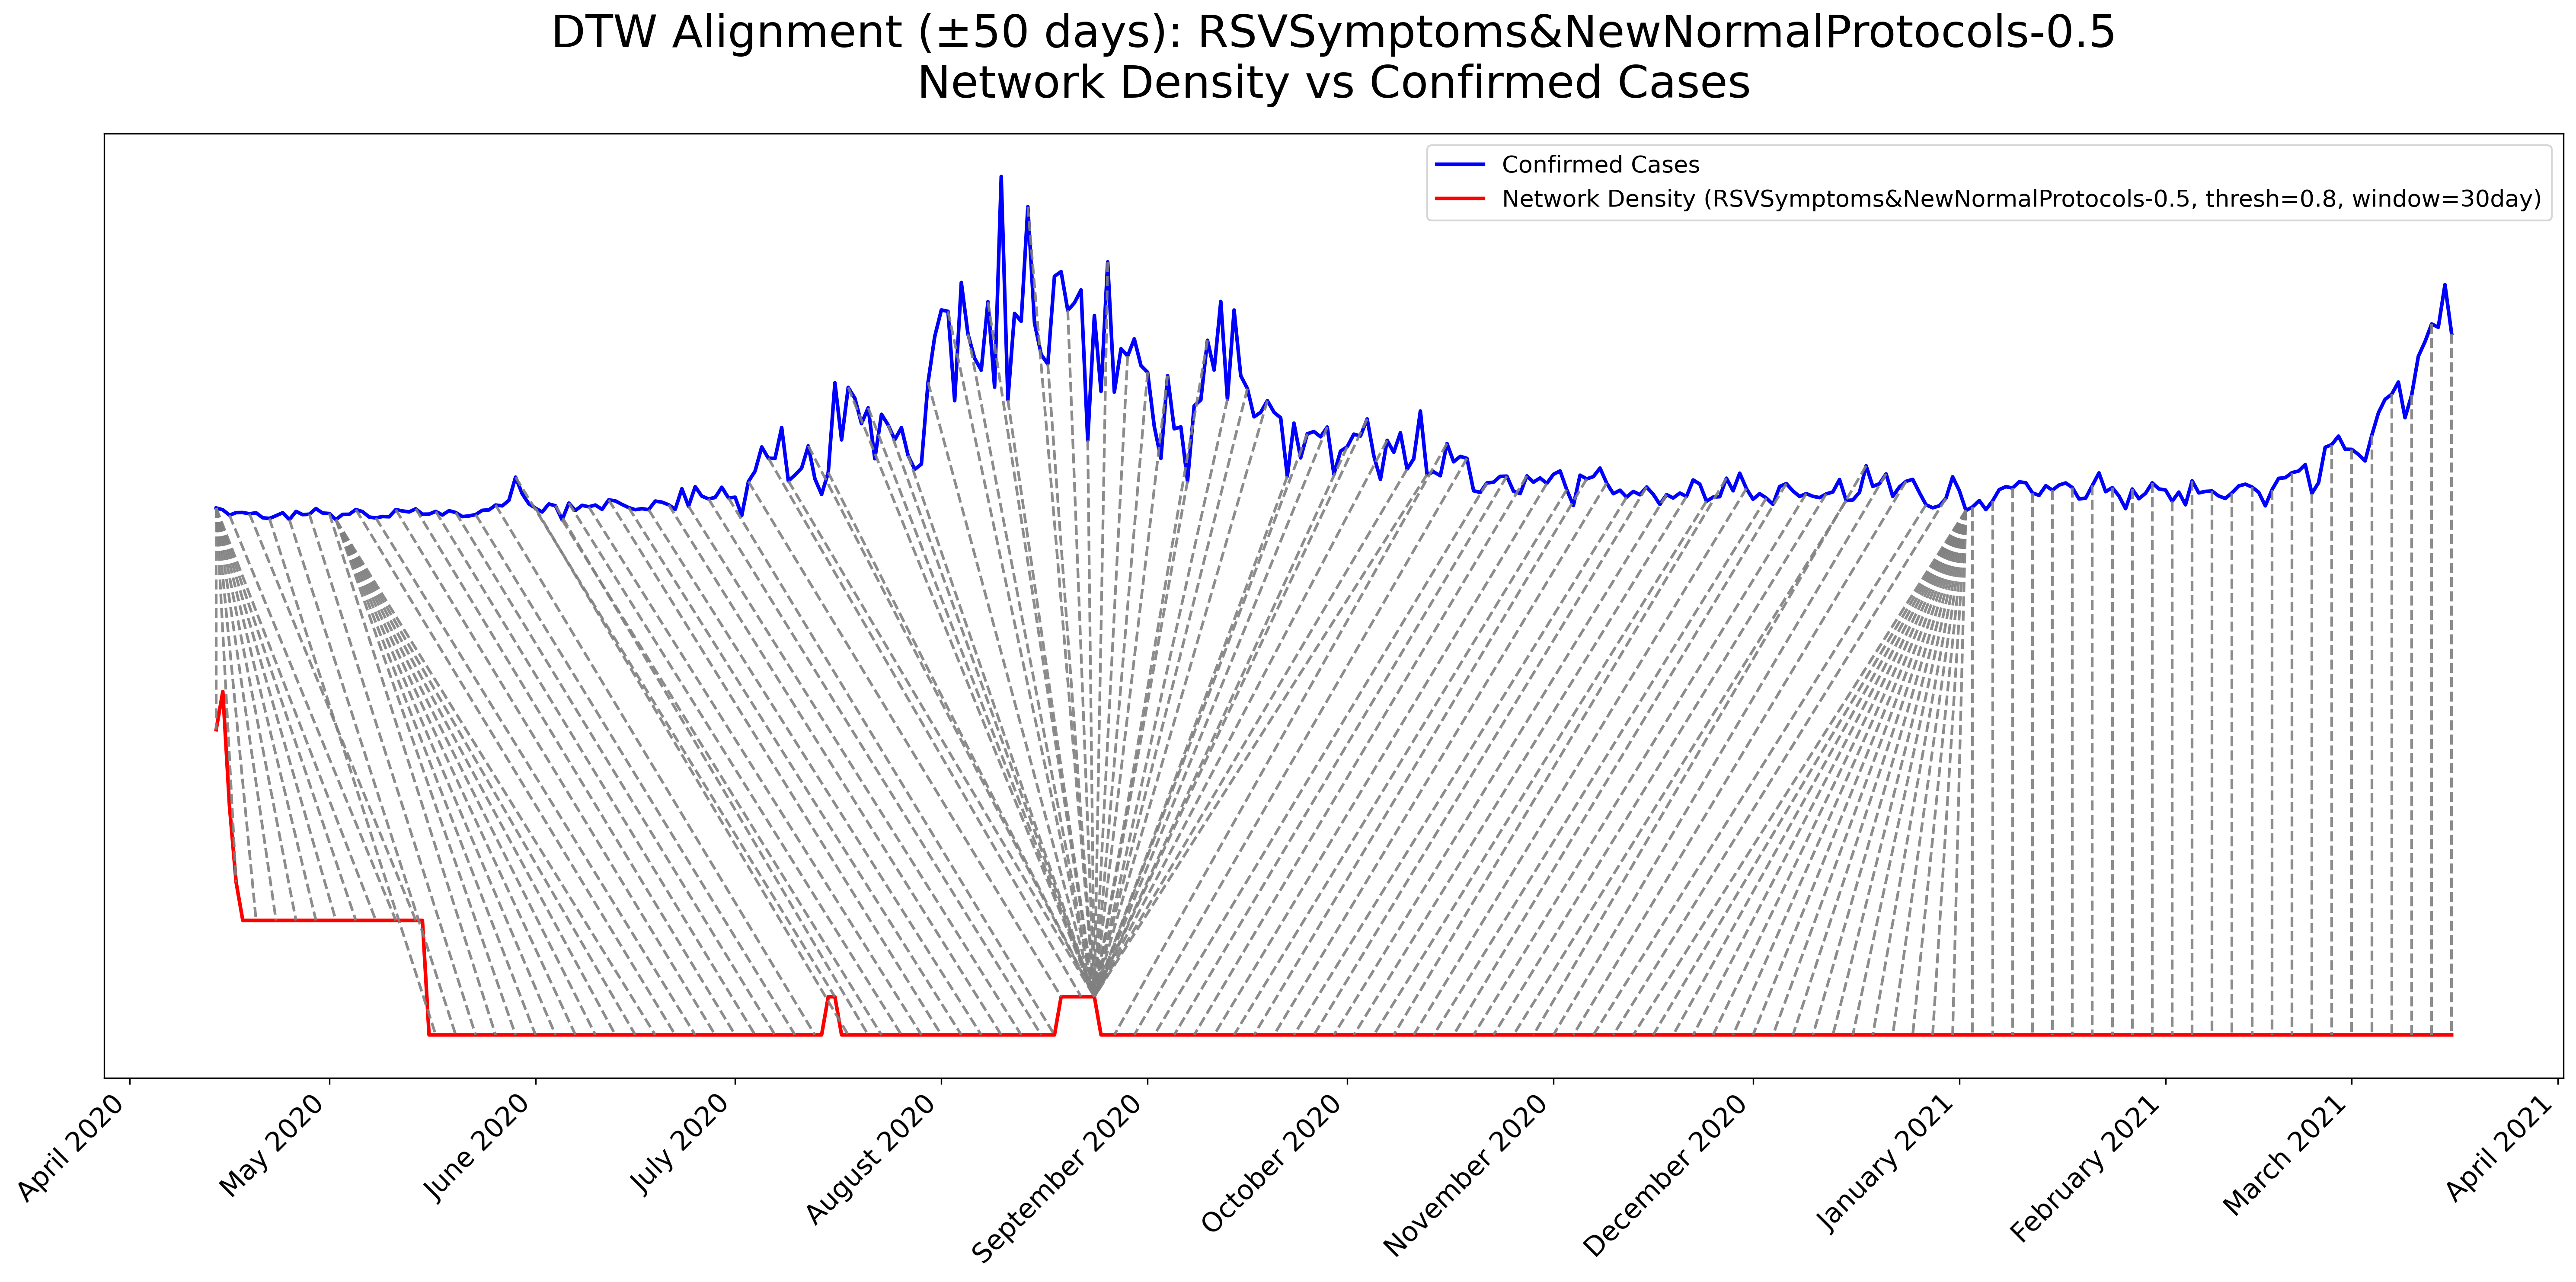 DTW Alignment (±50 days): RSVSymptoms&NewNormalProtocols-0.5
Network Density vs Confirmed Cases
Confirmed Cases
Network Density (RSVSymptoms&NewNormalProtocols-0.5, thresh=0.8, window=30day)
April 2020
May 2020
June 2020
July 2020
August 2020
September 2020
October 2020
November 2020
December 2020
January 2021
February 2021
March 2021
April 2021